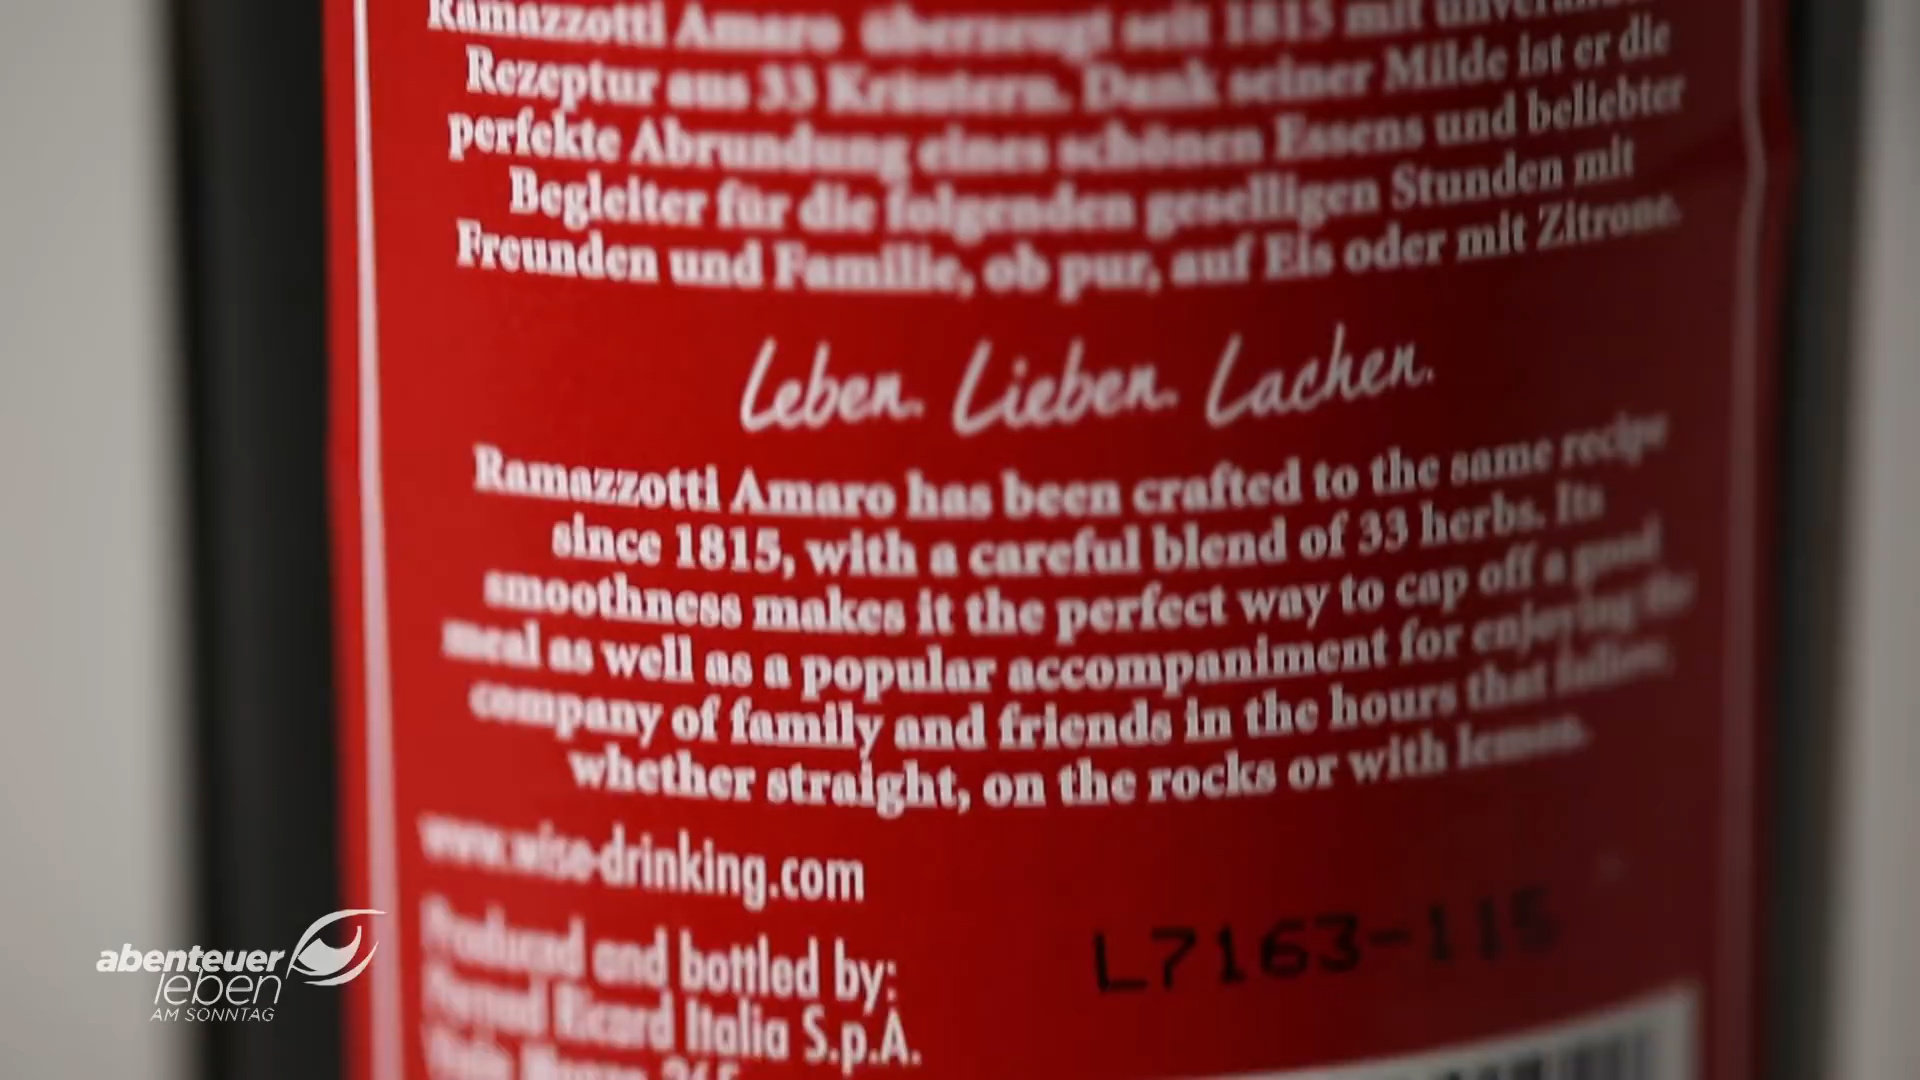 Ramazzotti Amaro überzeugt seit 1815 mit
Rezeptur aus 33 Kräutern. Dank seiner Milde ist er die
perfekte Abrundung eines schönen Essens und beliebter
Begleiter für die folgenden geselligen Stunden mit
Freunden und Familie, ob pur, auf Eis oder mit Zitrone.
Leben. Lieben. Lachen.
Ramazzotti Amaro has been crafted to the same recipe
since 1815, with a careful blend of 33 herbs. Its
smoothness makes it the perfect way to cap off a good
meal as well as a popular accompaniment for enjoying the
company of family and friends in the hours that follow,
whether straight, on the rocks or with lemon.
www.wise-drinking.com
Produced and bottled by:
Pernod Ricard Italia S.p.A.
L7163-115
abenteuer
leben
AM SONNTAG